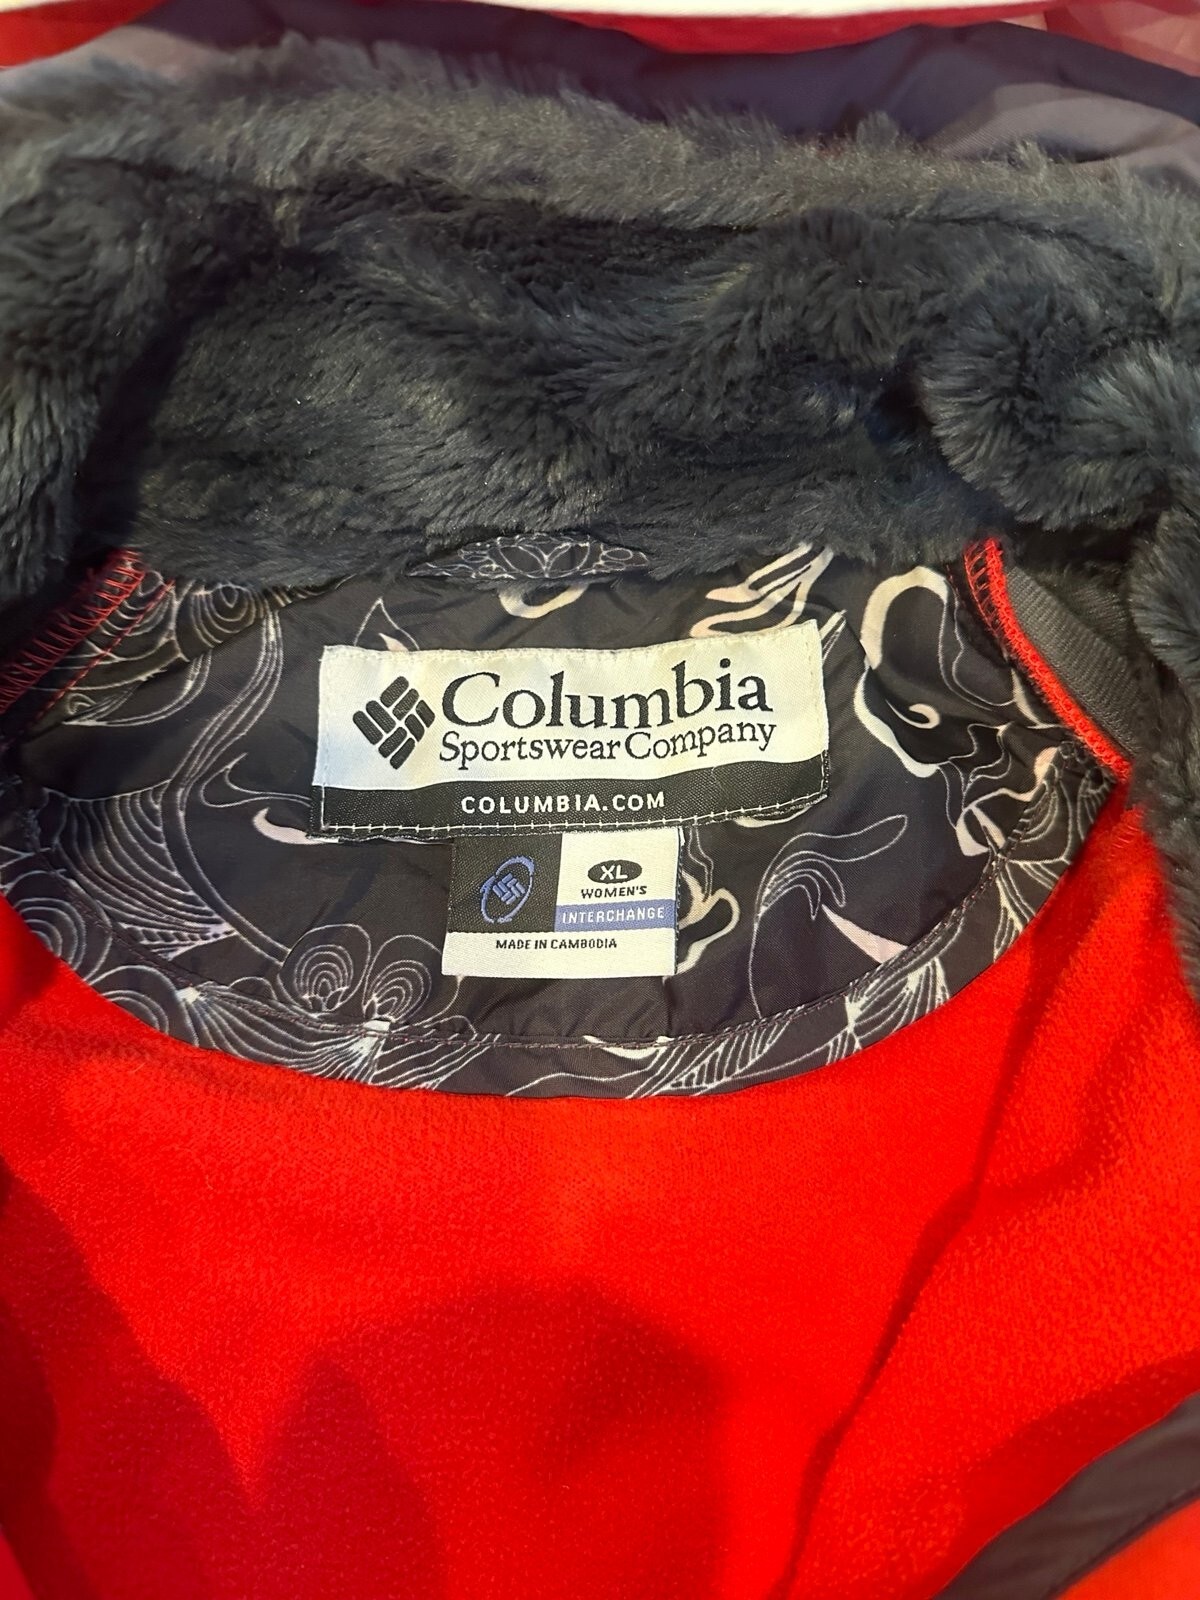 Columbia
Sportswear Company
COLUMBIA.COM
XL
WOMEN'S
INTERCHANGE
MADE IN CAMBODIA